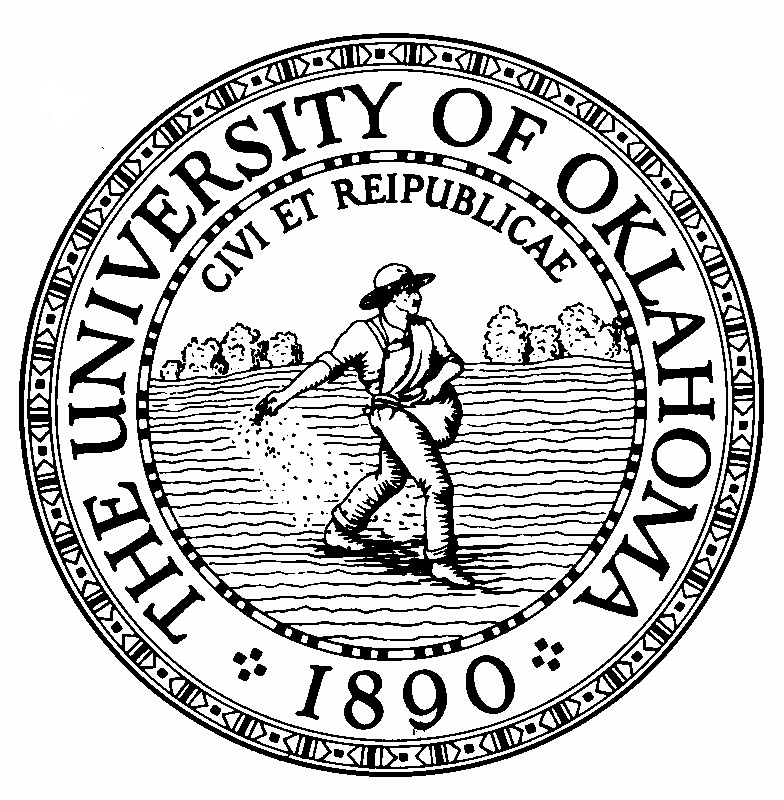 THE UNIVERSITY OF OKLAHOMA
CIVI ET REIPUBLICAE
1890